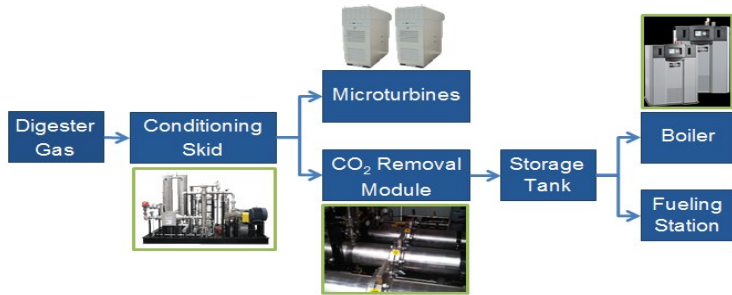 Microturbines
Digester
Gas
Conditioning
Skid
CO₂ Removal
Module
Storage
Tank
Boiler
Fueling
Station